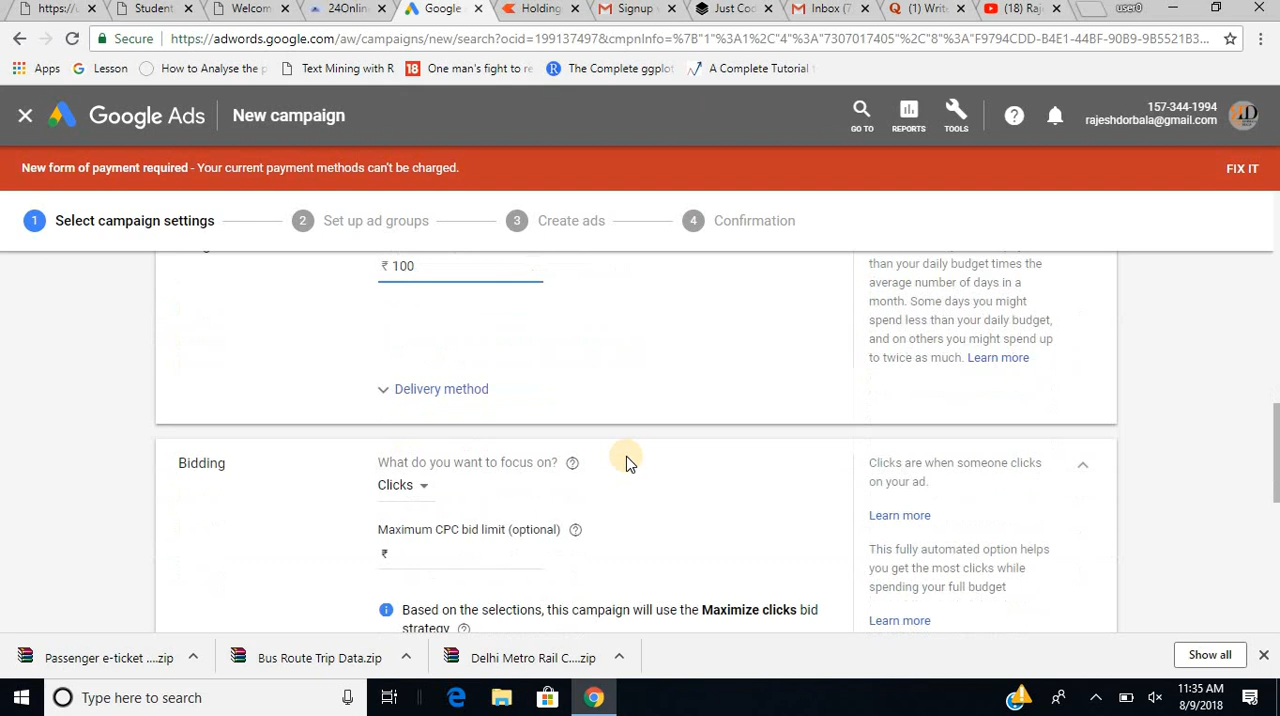 https://u
Student
Welcom
24Onlin
Google
Holding
Signup
Just Co
Inbox (7
(1) Writ
(18) Raj
user0
Secure
https://adwords.google.com/aw/campaigns/new/search?ocid=199137497&cmpnInfo=%7B"1"%3A1%2C"4"%3A"7307017405"%2C"8"%3A"F9794CDD-B4E1-44BF-90B9-9B5521B3...
Apps
Lesson
How to Analyse the p
Text Mining with R
18 One man's fight to re
R The Complete ggplo
A Complete Tutorial t
Google Ads
New campaign
GO TO
REPORTS
TOOLS
157-344-1994
rajeshdorbala@gmail.com
New form of payment required - Your current payment methods can't be charged.
FIX IT
1 Select campaign settings
2 Set up ad groups
3 Create ads
4 Confirmation
₹ 100
than your daily budget times the
average number of days in a
month. Some days you might
spend less than your daily budget,
and on others you might spend up
to twice as much. Learn more
Delivery method
Bidding
What do you want to focus on?
Clicks
Maximum CPC bid limit (optional)
₹
Based on the selections, this campaign will use the Maximize clicks bid
strategy
Clicks are when someone clicks
on your ad.
Learn more
This fully automated option helps
you get the most clicks while
spending your full budget
Learn more
Passenger e-ticket ....zip
Bus Route Trip Data.zip
Delhi Metro Rail C....zip
Show all
Type here to search
11:35 AM
8/9/2018